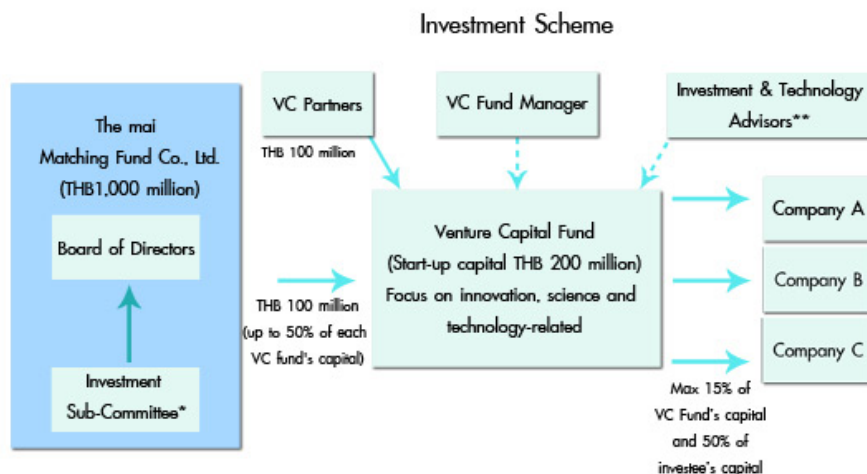 Investment Scheme
The mai
Matching Fund Co., Ltd.
(THB1,000 million)
Board of Directors
Investment
Sub-Committee*
VC Partners
THB 100 million
VC Fund Manager
Investment & Technology
Advisors**
THB 100 million
(up to 50% of each
VC fund's capital)
Venture Capital Fund
(Start-up capital THB 200 million)
Focus on innovation, science and
technology-related
Company A
Company B
Company C
Max 15% of
VC Fund's capital
and 50% of
investee's capital